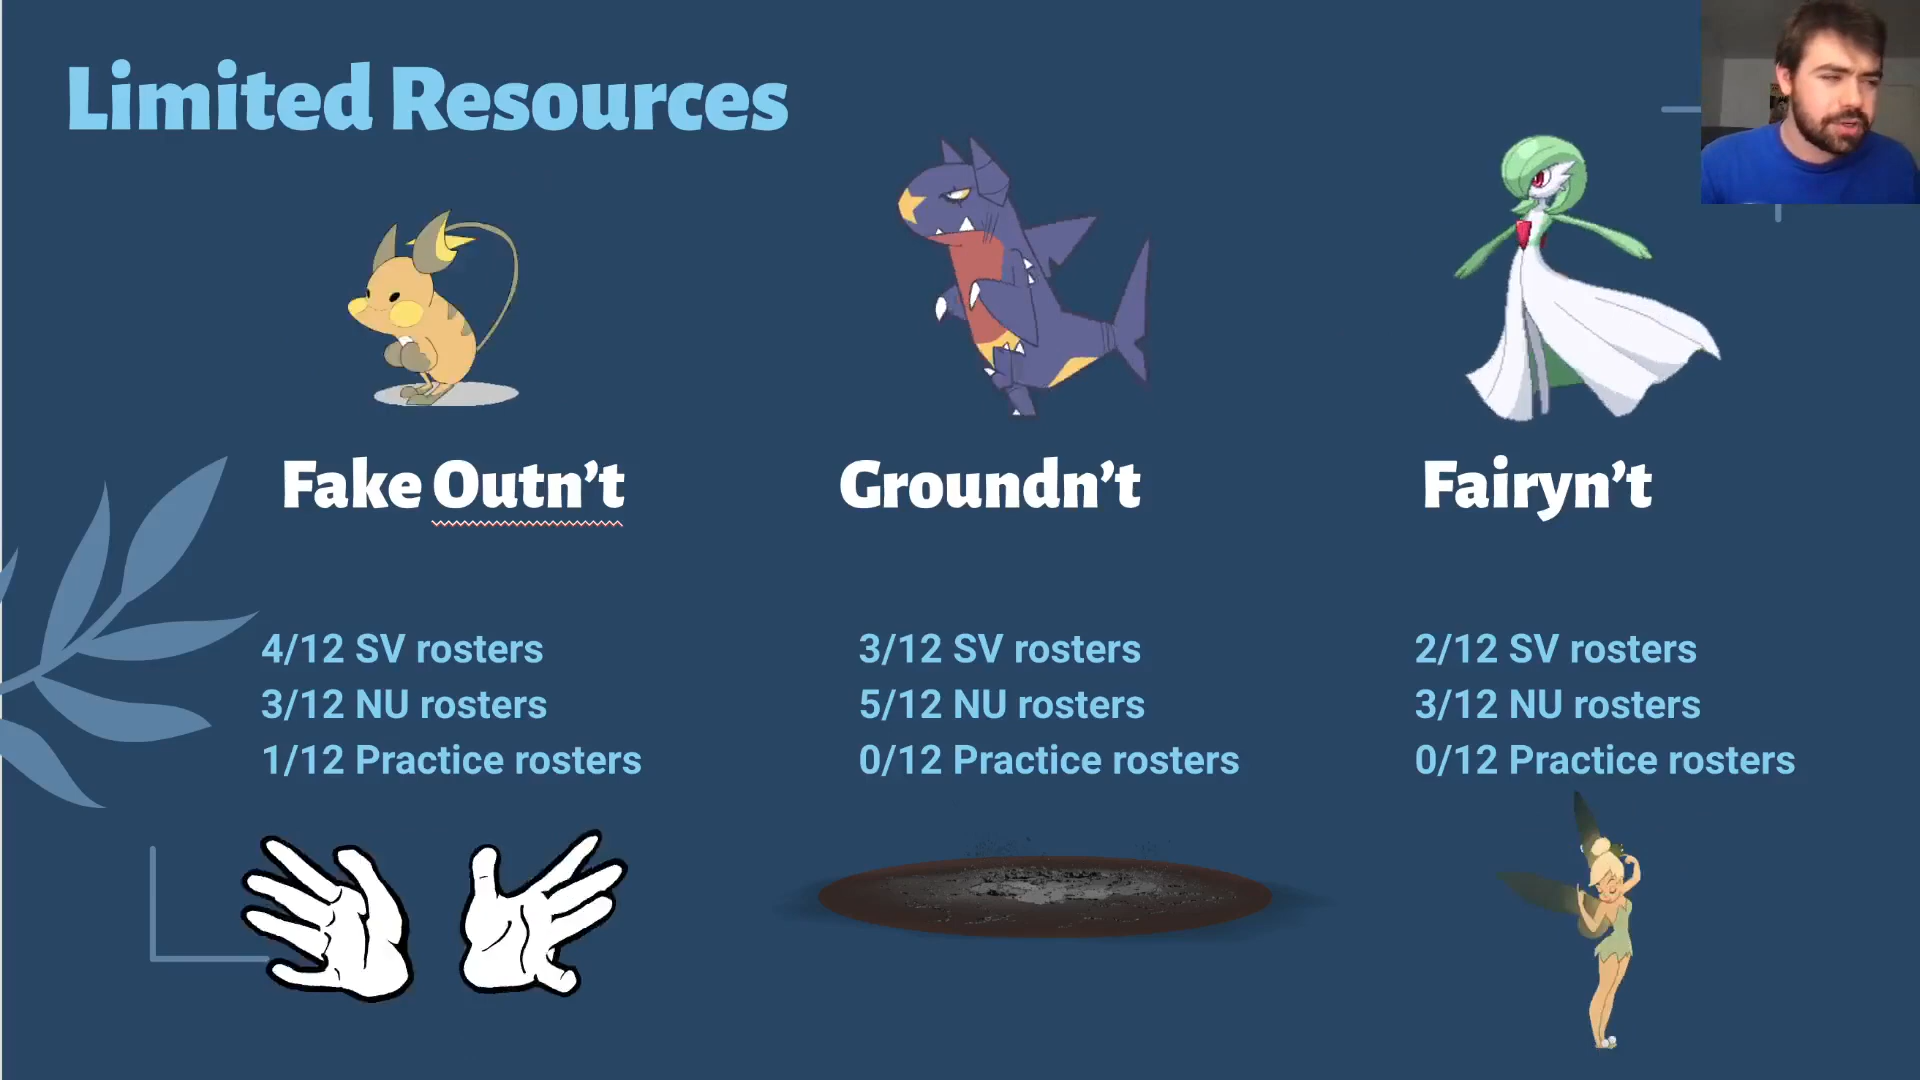 Limited Resources
Fake Outn’t
4/12 SV rosters
3/12 NU rosters
1/12 Practice rosters
Groundn’t
3/12 SV rosters
5/12 NU rosters
0/12 Practice rosters
Fairyn’t
2/12 SV rosters
3/12 NU rosters
0/12 Practice rosters